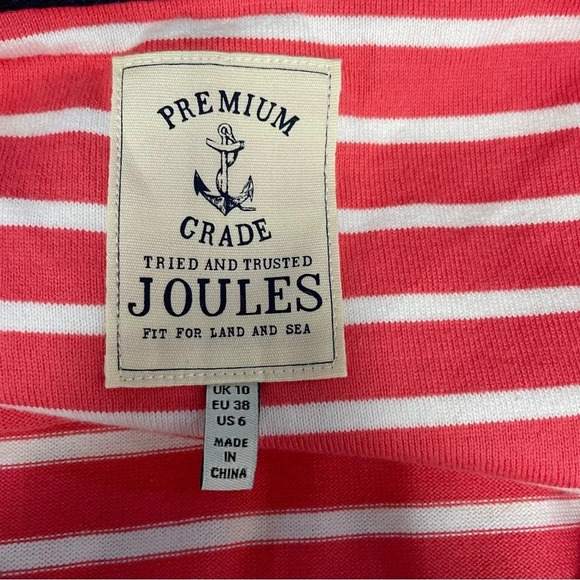 PREMIUM
GRADE
TRIED AND TRUSTED
JOULES
FIT FOR LAND AND SEA
UK 10
EU 38
US 6
MADE
IN
CHINA